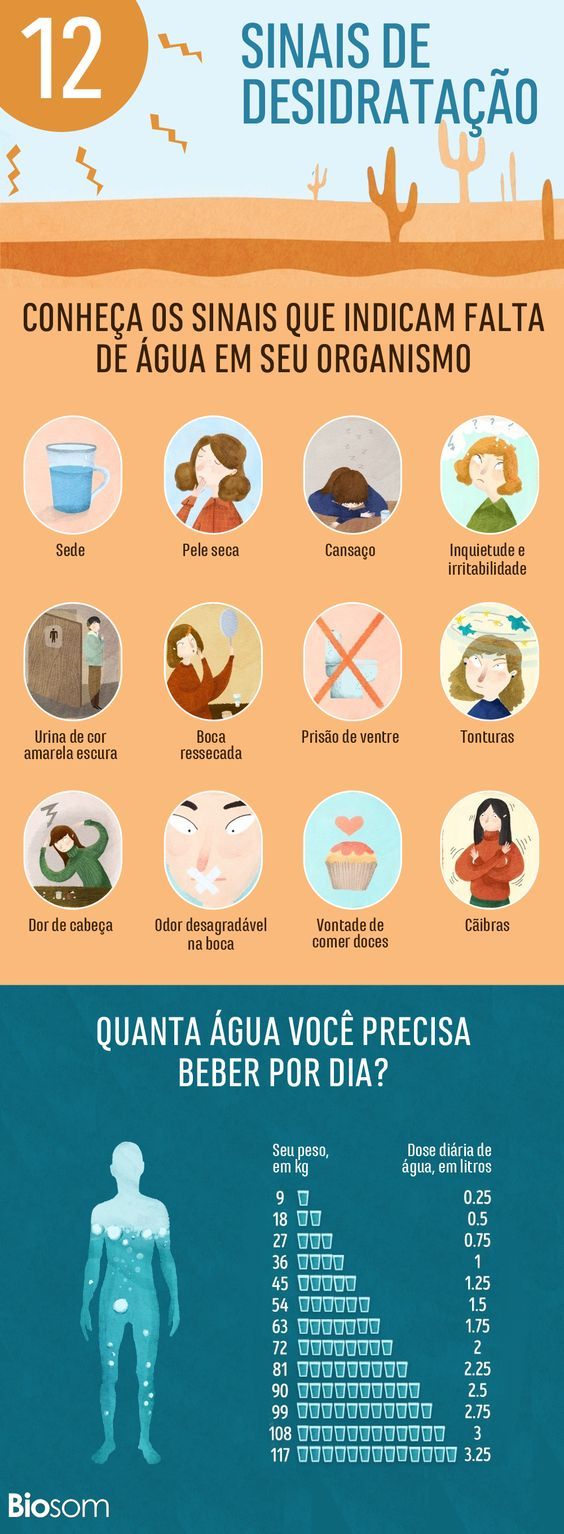 12
SINAIS DE
DESIDRATAÇÃO
CONHEÇA OS SINAIS QUE INDICAM FALTA
DE ÁGUA EM SEU ORGANISMO
Sede
Pele seca
Cansaço
Inquietude e
irritabilidade
Urina de cor
amarela escura
Boca
ressecada
Prisão de ventre
Tonturas
Dor de cabeça
Odor desagradável
na boca
Vontade de
comer doces
Cãibras
QUANTA ÁGUA VOCÊ PRECISA
BEBER POR DIA?
Seu peso,
em kg
Dose diária de
água, em litros
9 0.25
18 0.5
27 0.75
36 1
45 1.25
54 1.5
63 1.75
72 2
81 2.25
90 2.5
99 2.75
108 3
117 3.25
Biosom